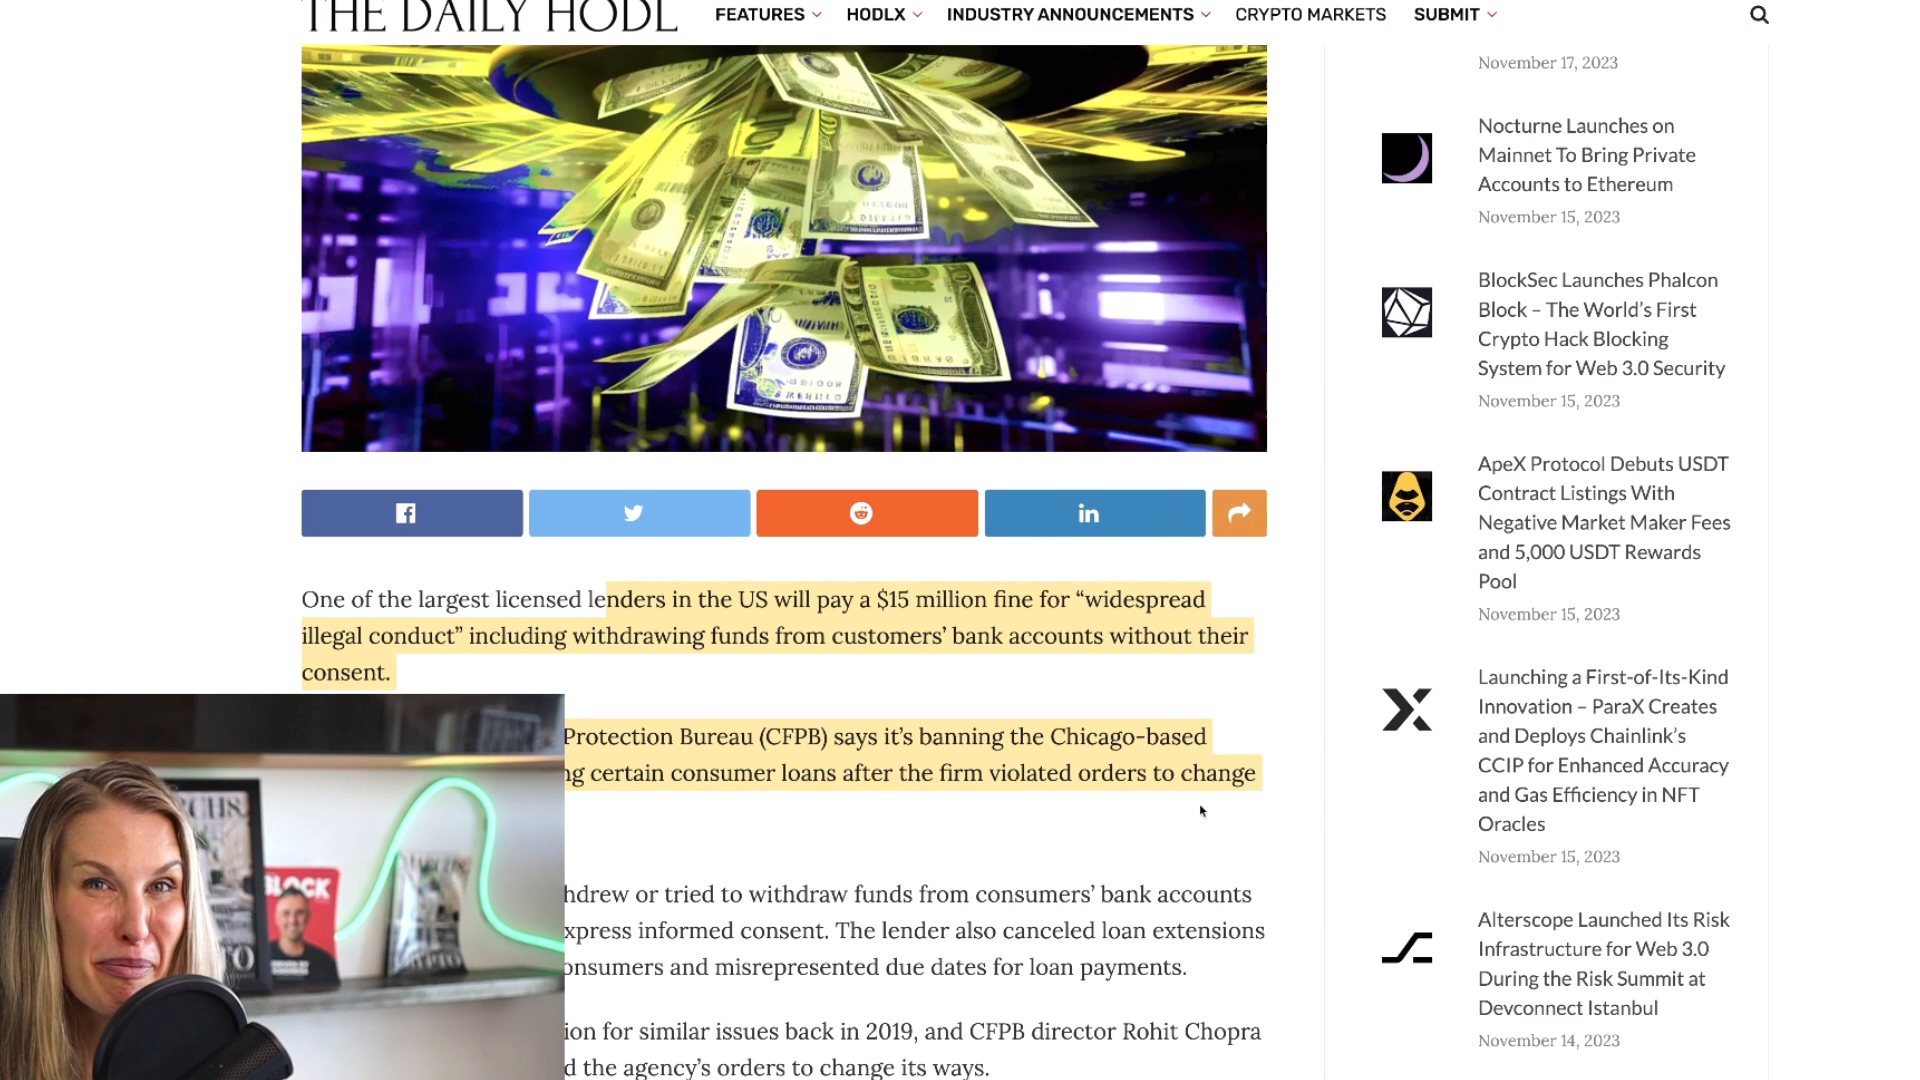 THE DAILY HODL
FEATURES
HODLX
INDUSTRY ANNOUNCEMENTS
CRYPTO MARKETS
SUBMIT
One of the largest licensed lenders in the US will pay a $15 million fine for “widespread
illegal conduct” including withdrawing funds from customers’ bank accounts without their
consent.
Protection Bureau (CFPB) says it’s banning the Chicago-based
ng certain consumer loans after the firm violated orders to change
hdrew or tried to withdraw funds from consumers’ bank accounts
xpress informed consent. The lender also canceled loan extensions
onsumers and misrepresented due dates for loan payments.
ion for similar issues back in 2019, and CFPB director Rohit Chopra
d the agency’s orders to change its ways.
BLOCK
November 17, 2023
Nocturne Launches on
Mainnet To Bring Private
Accounts to Ethereum
November 15, 2023
BlockSec Launches Phalcon
Block – The World’s First
Crypto Hack Blocking
System for Web 3.0 Security
November 15, 2023
ApeX Protocol Debuts USDT
Contract Listings With
Negative Market Maker Fees
and 5,000 USDT Rewards
Pool
November 15, 2023
Launching a First-of-Its-Kind
Innovation – ParaX Creates
and Deploys Chainlink’s
CCIP for Enhanced Accuracy
and Gas Efficiency in NFT
Oracles
November 15, 2023
Alterscope Launched Its Risk
Infrastructure for Web 3.0
During the Risk Summit at
Devconnect Istanbul
November 14, 2023